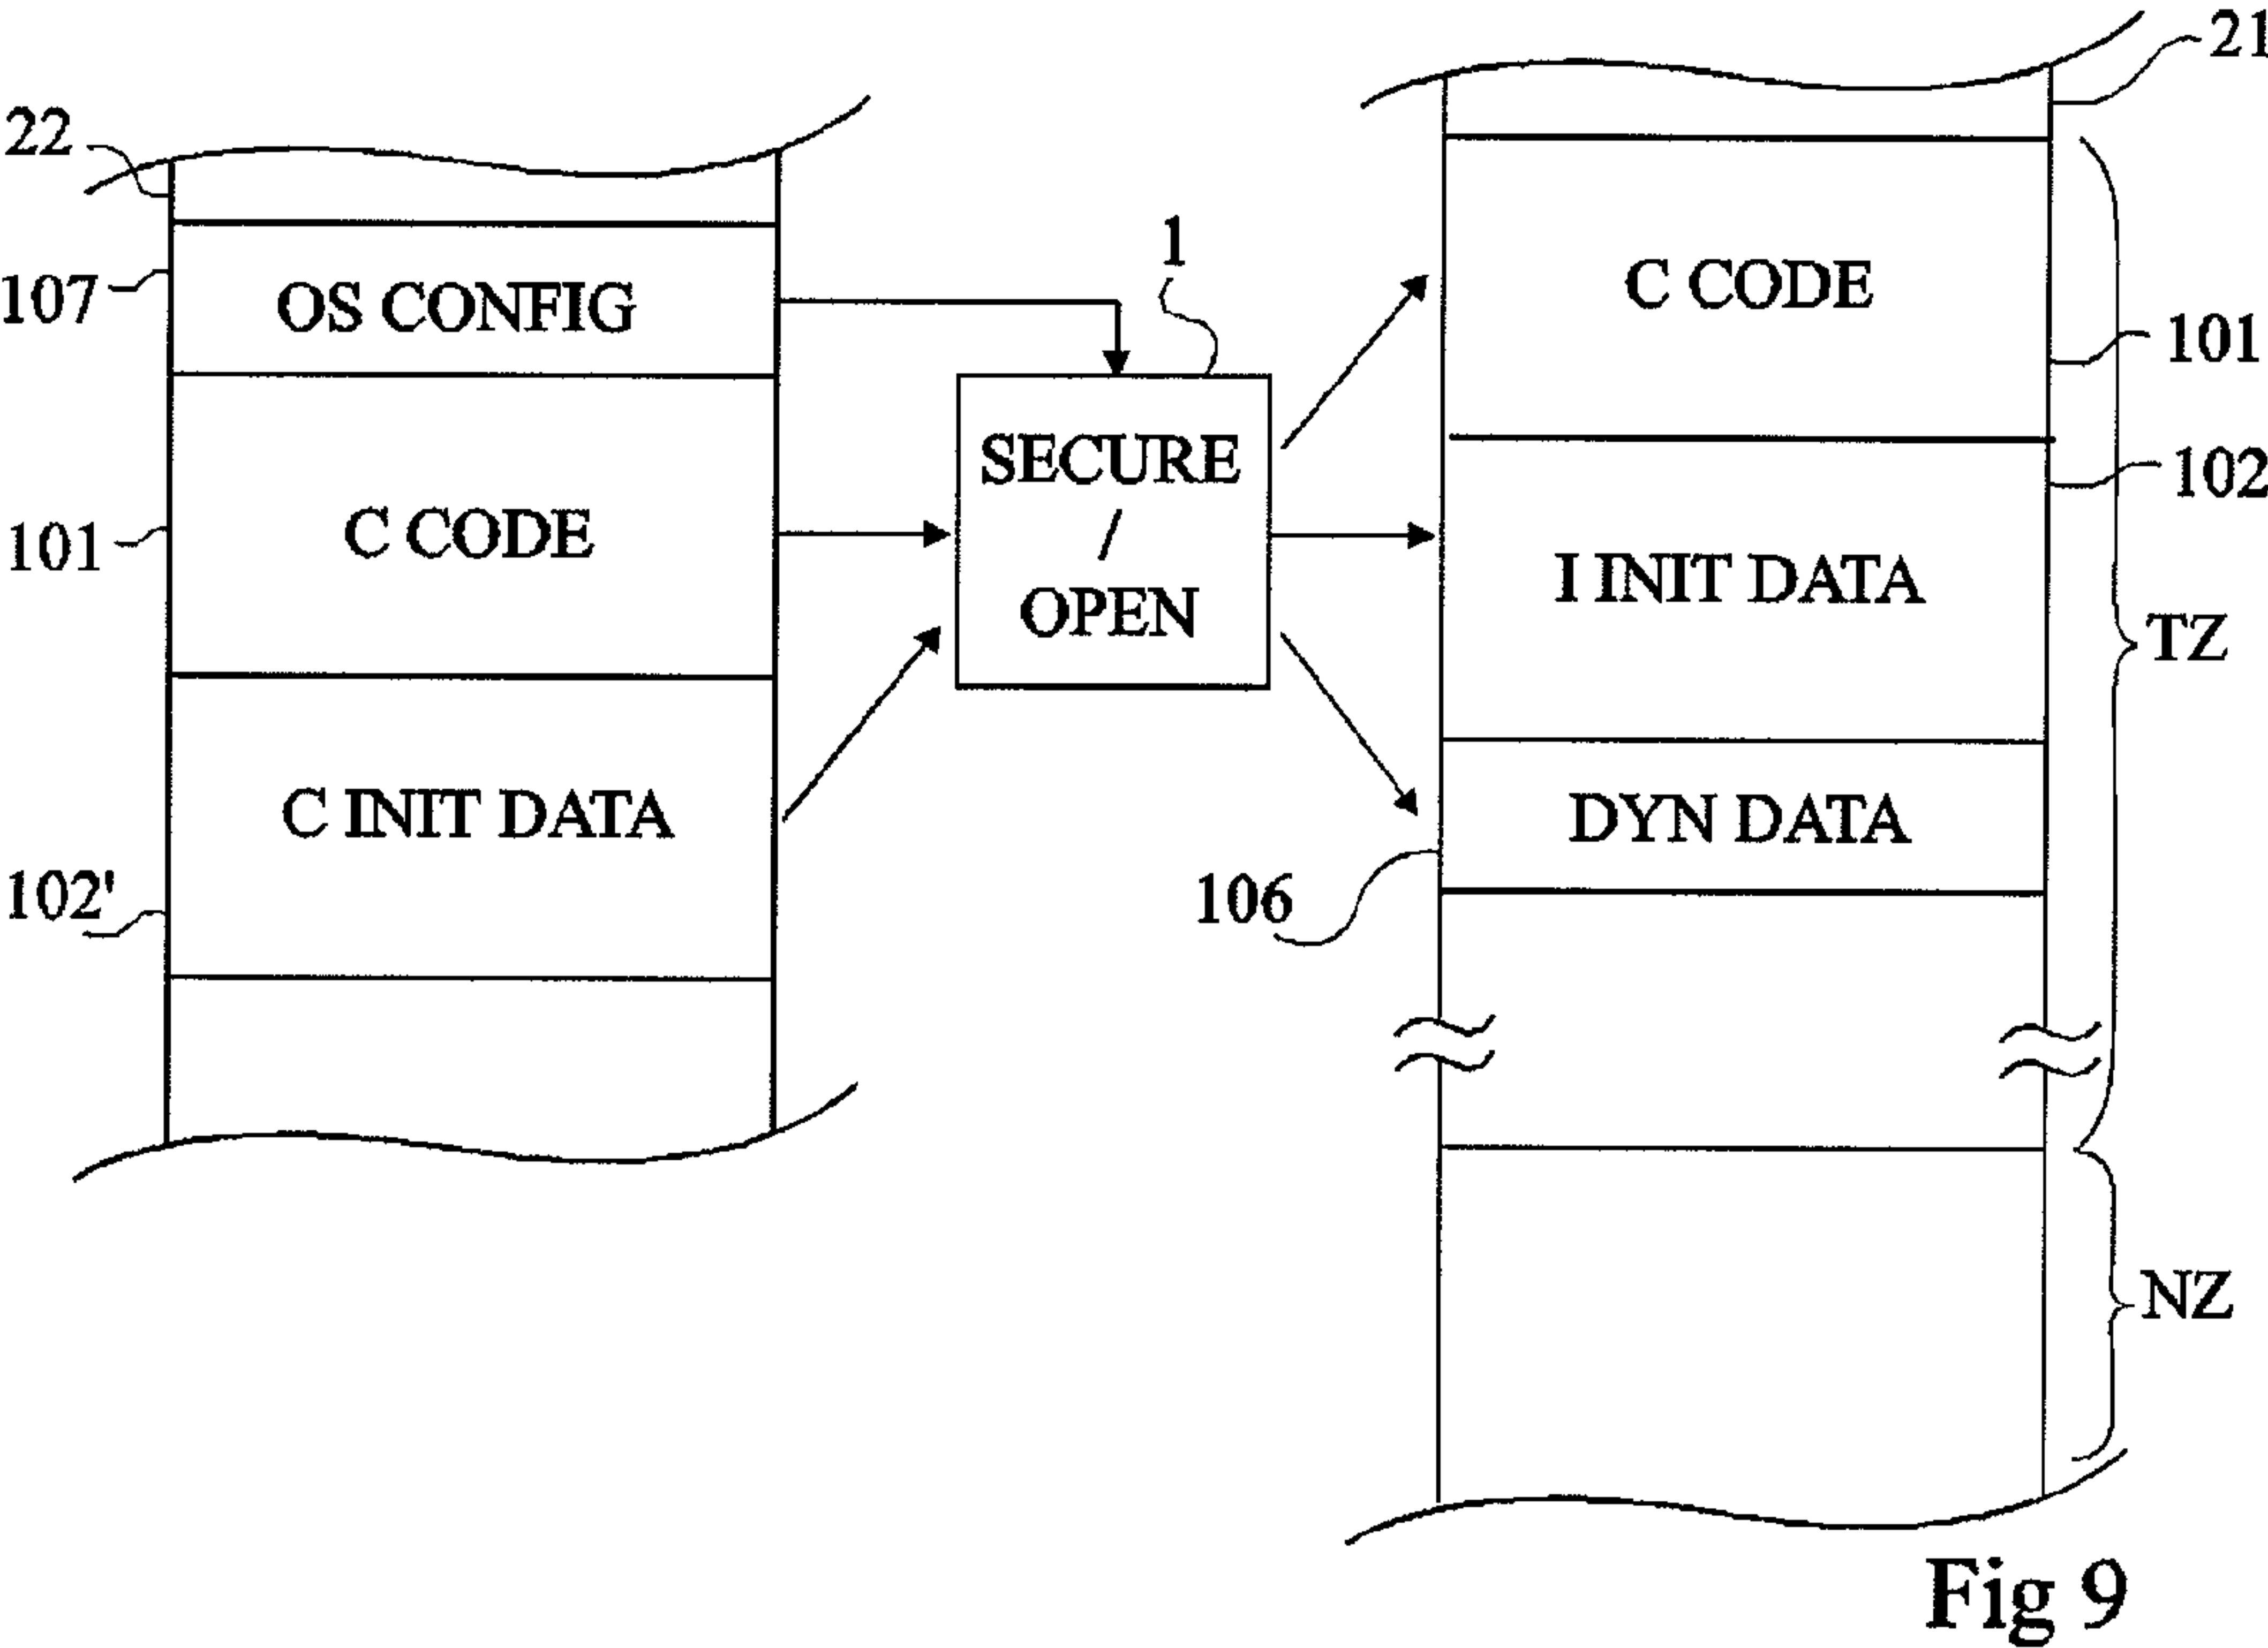 21
22
1
107
OS CONFIG
C CODE
101
SECURE
/
OPEN
102
101
C CODE
I INIT DATA
TZ
C INIT DATA
DYN DATA
102'
106
NZ
Fig 9